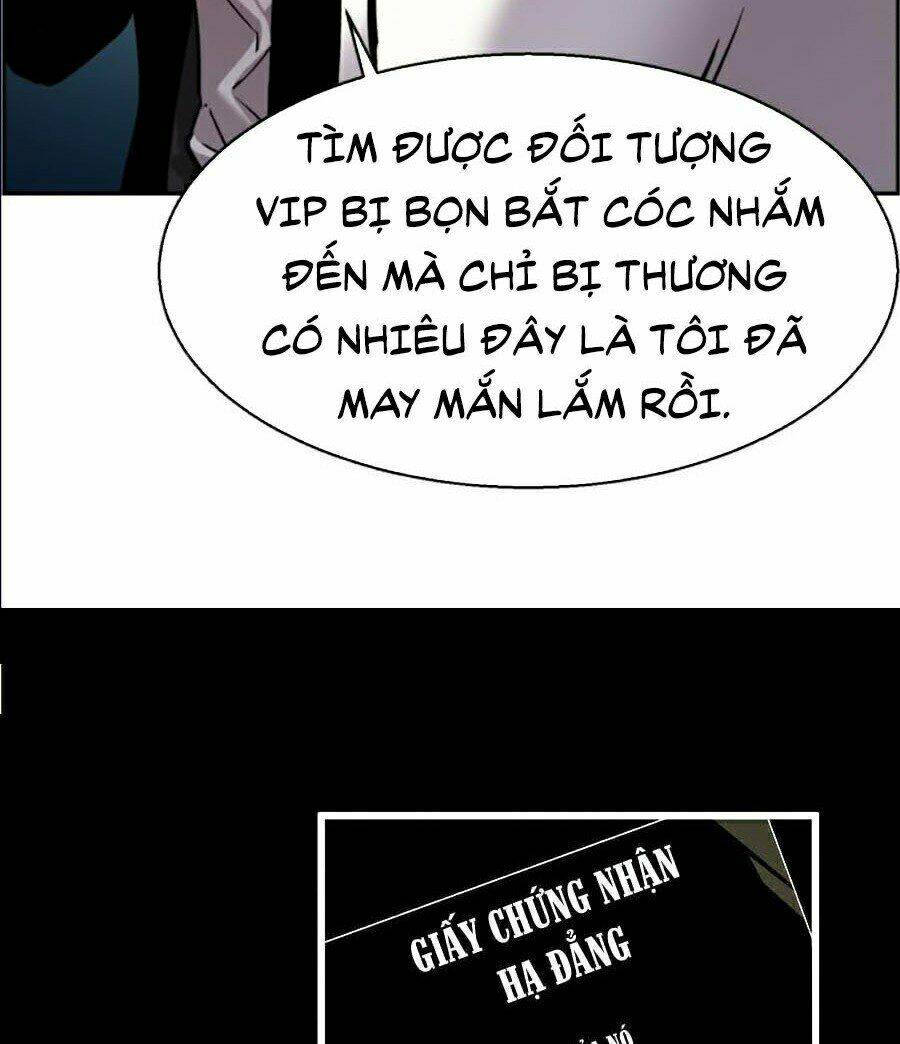 TÌM ĐƯỢC ĐỐI TƯỢNG
VIP BỊ BỌN BẮT CÓC NHẮM
ĐẾN MÀ CHỈ BỊ THƯƠNG
CÓ NHIÊU ĐÂY LÀ TÔI ĐÃ
MAY MẮN LẮM RỒI.
GIẤY CHỨNG NHẬN
HẠ ĐẲNG
NÓ